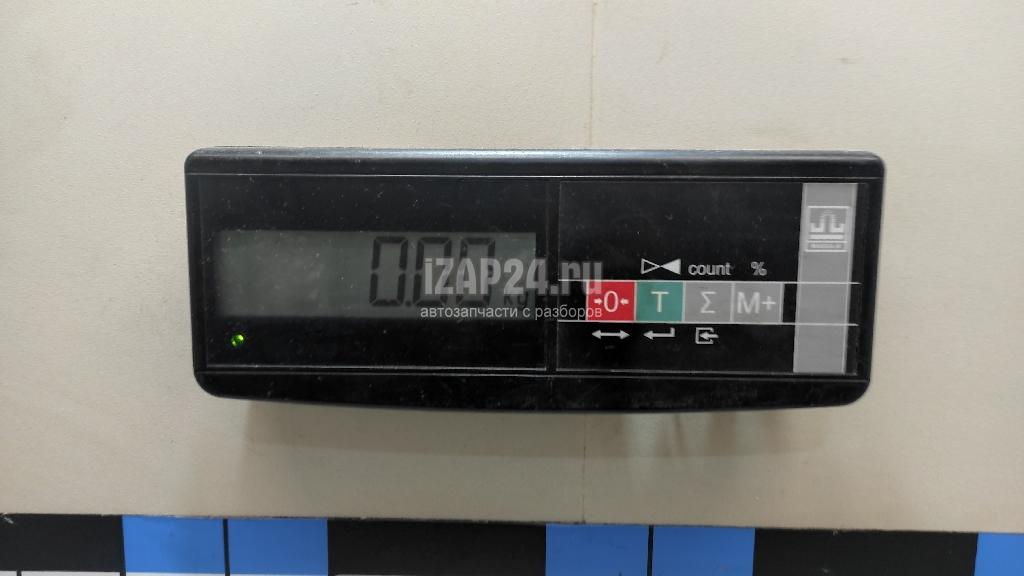 0.00
kg
iZAP24.ru
автозапчасти с разборов
count %
→0← T Σ M+